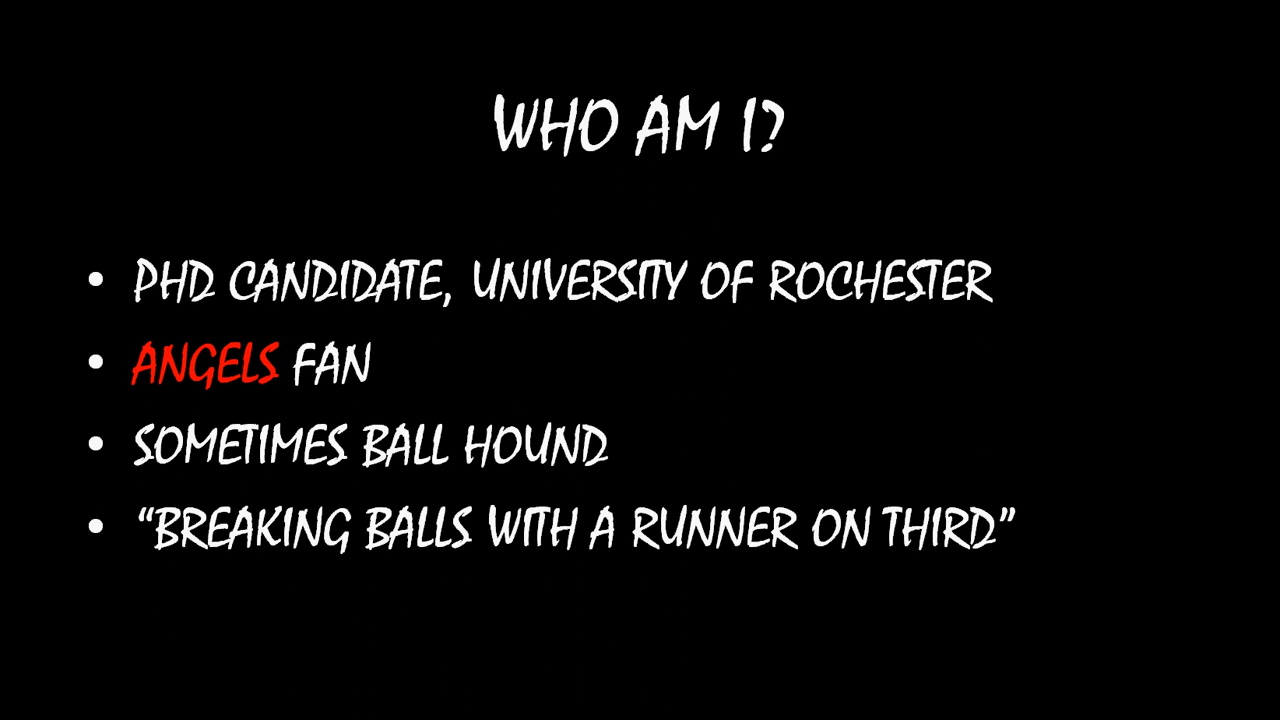 WHO AM I?
• PHD CANDIDATE, UNIVERSITY OF ROCHESTER
• ANGELS FAN
• SOMETIMES BALL HOUND
• “BREAKING BALLS WITH A RUNNER ON THIRD”